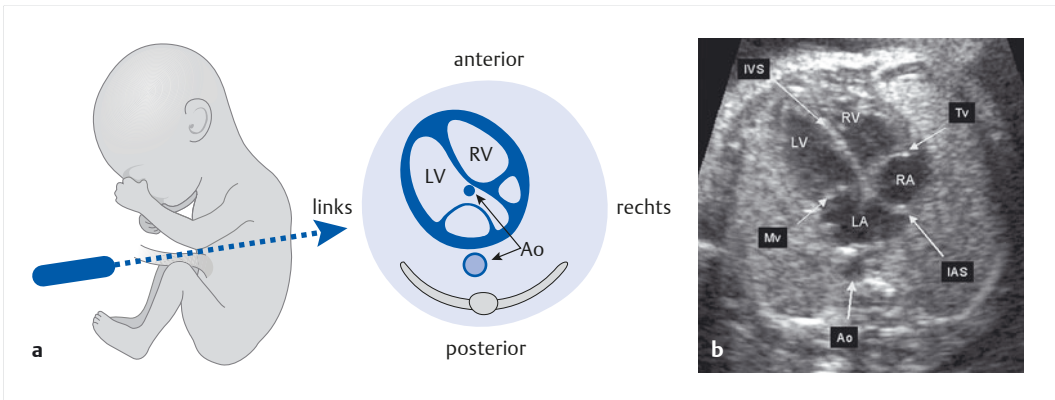 anterior
RV
LV
links
rechts
Ao
posterior
a
IVS
RV
Tv
LV
RA
Mv
LA
IAS
Ao
b